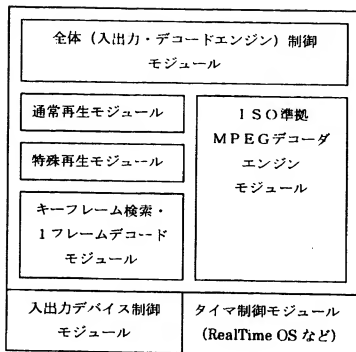 全体（入出力・デコードエンジン）制御
モジュール
通常再生モジュール
特殊再生モジュール
キーフレーム検索・
１フレームデコード
モジュール
ＩＳＯ準拠
ＭＰＥＧデコーダ
エンジン
モジュール
入出力デバイス制御
モジュール
タイマ制御モジュール
(RealTime OS など)